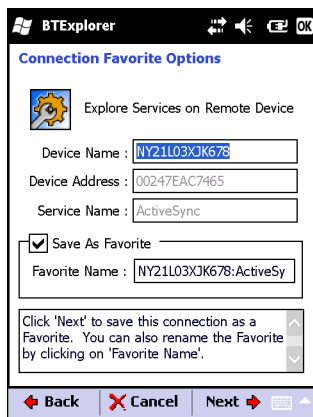 BTExplorer
OK
Connection Favorite Options
Explore Services on Remote Device
Device Name : NY21L03XJK678
Device Address : 00247EAC7465
Service Name : ActiveSync
Save As Favorite
Favorite Name : NY21L03XJK678:ActiveSy
Click 'Next' to save this connection as a
Favorite. You can also rename the Favorite
by clicking on 'Favorite Name'.
Back Cancel Next